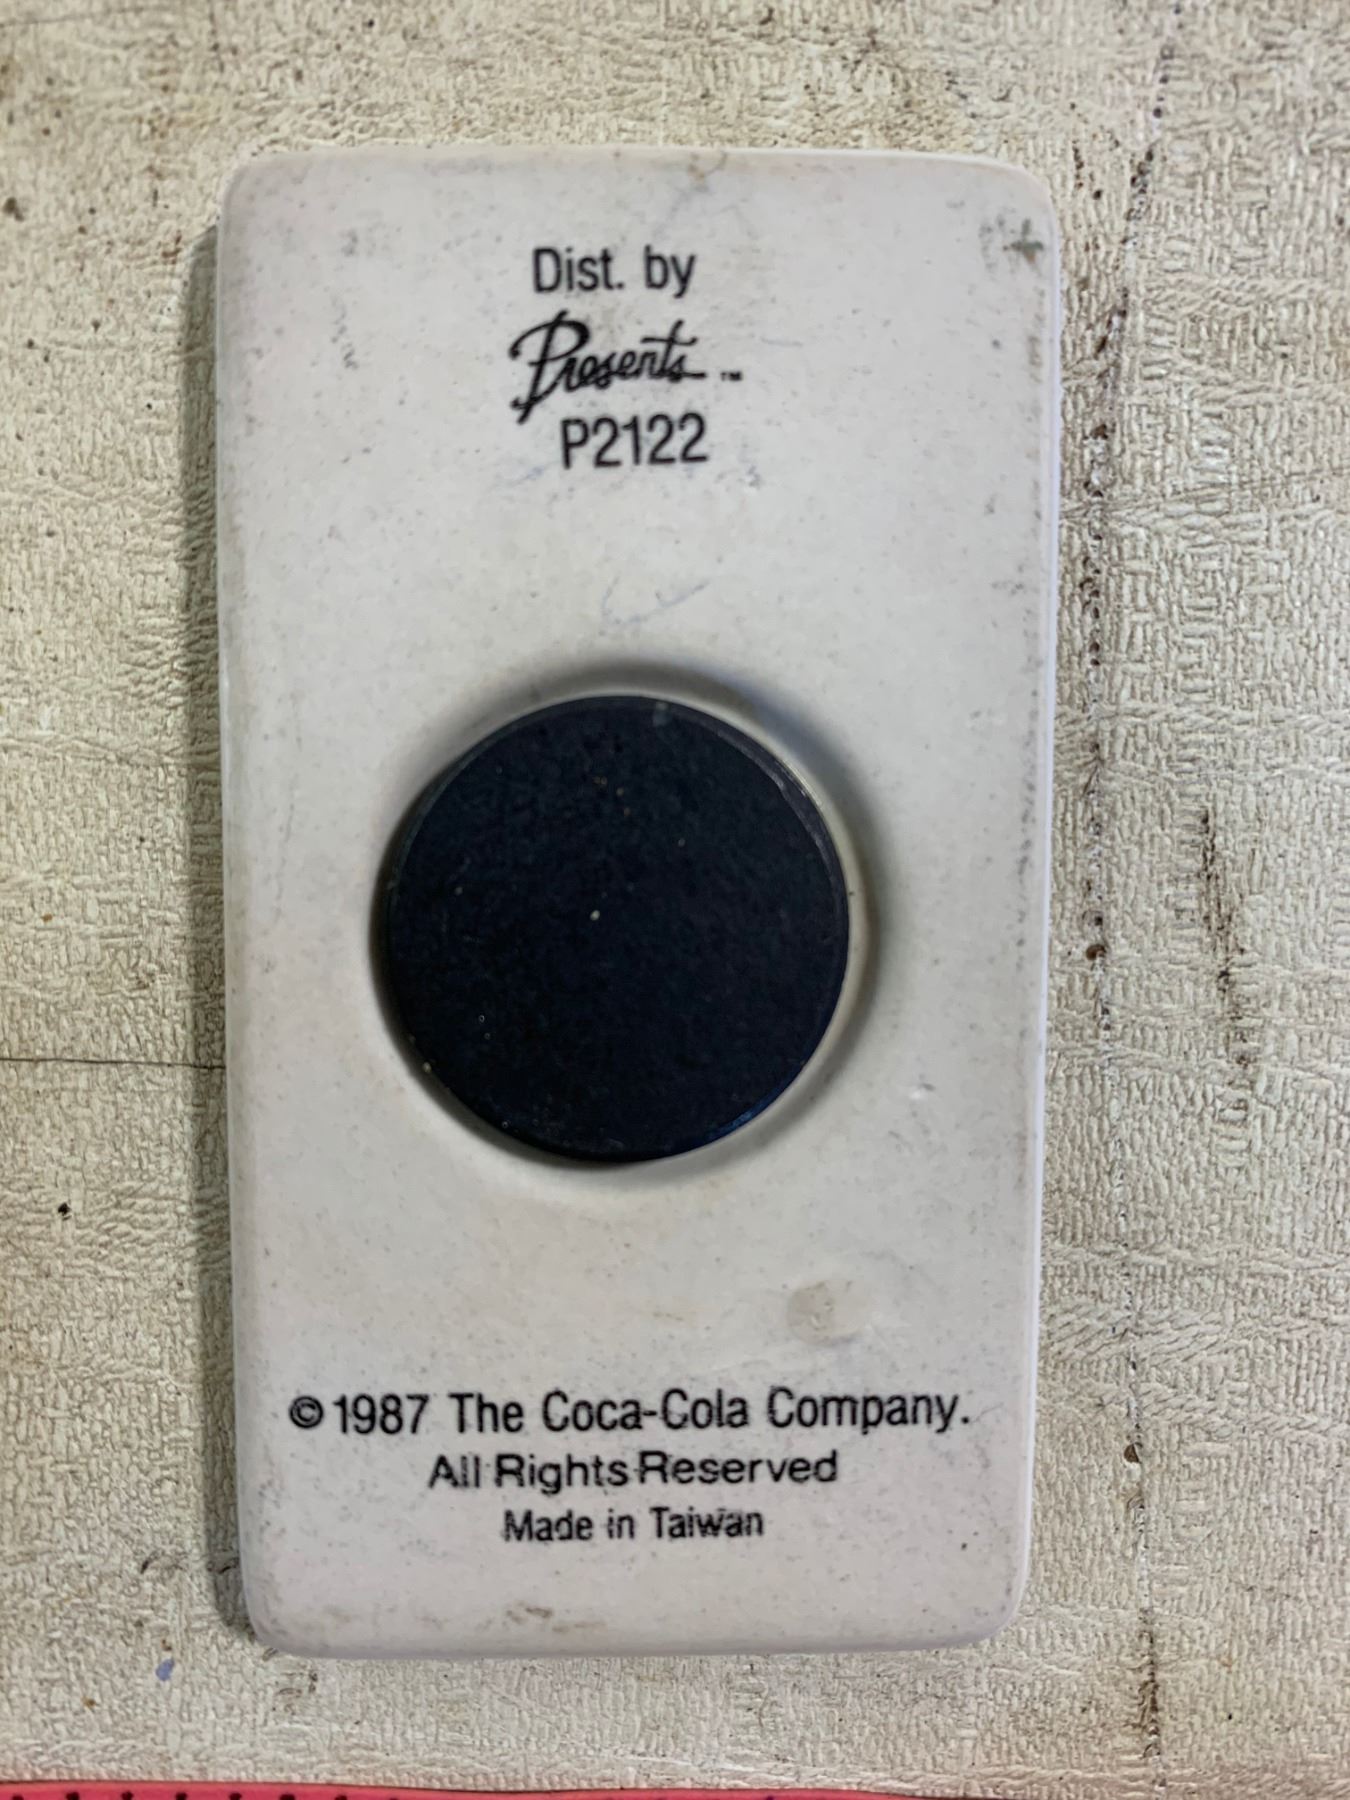 Dist. by
Presents™
P2122
©1987 The Coca-Cola Company.
All Rights Reserved
Made in Taiwan